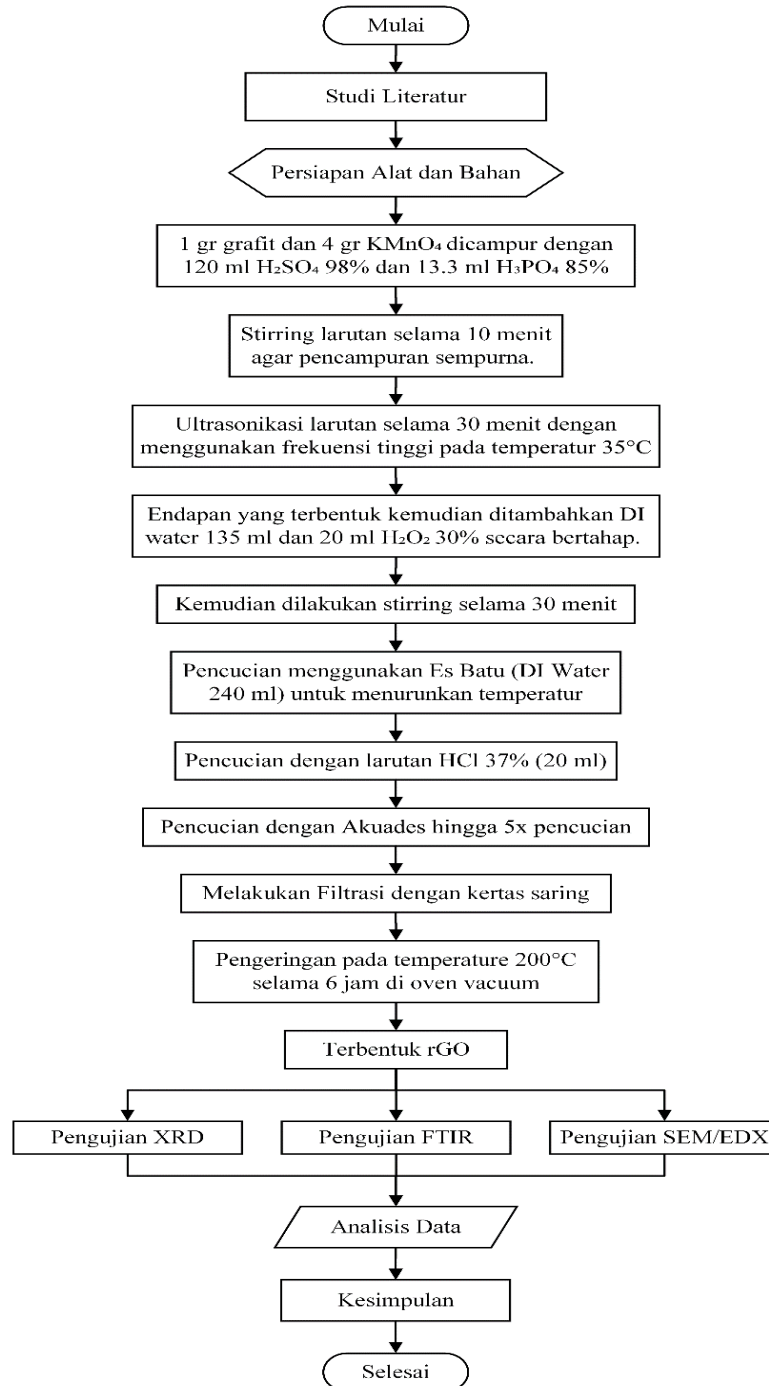 Mulai
Studi Literatur
Persiapan Alat dan Bahan
1 gr grafit dan 4 gr KMnO₄ dicampur dengan
120 ml H₂SO₄ 98% dan 13.3 ml H₃PO₄ 85%
Stirring larutan selama 10 menit
agar pencampuran sempurna.
Ultrasonikasi larutan selama 30 menit dengan
menggunakan frekuensi tinggi pada temperatur 35°C
Endapan yang terbentuk kemudian ditambahkan DI
water 135 ml dan 20 ml H₂O₂ 30% secara bertahap.
Kemudian dilakukan stirring selama 30 menit
Pencucian menggunakan Es Batu (DI Water
240 ml) untuk menurunkan temperatur
Pencucian dengan larutan HCl 37% (20 ml)
Pencucian dengan Akuades hingga 5x pencucian
Melakukan Filtrasi dengan kertas saring
Pengeringan pada temperature 200°C
selama 6 jam di oven vacuum
Terbentuk rGO
Pengujian XRD
Pengujian FTIR
Pengujian SEM/EDX
Analisis Data
Kesimpulan
Selesai